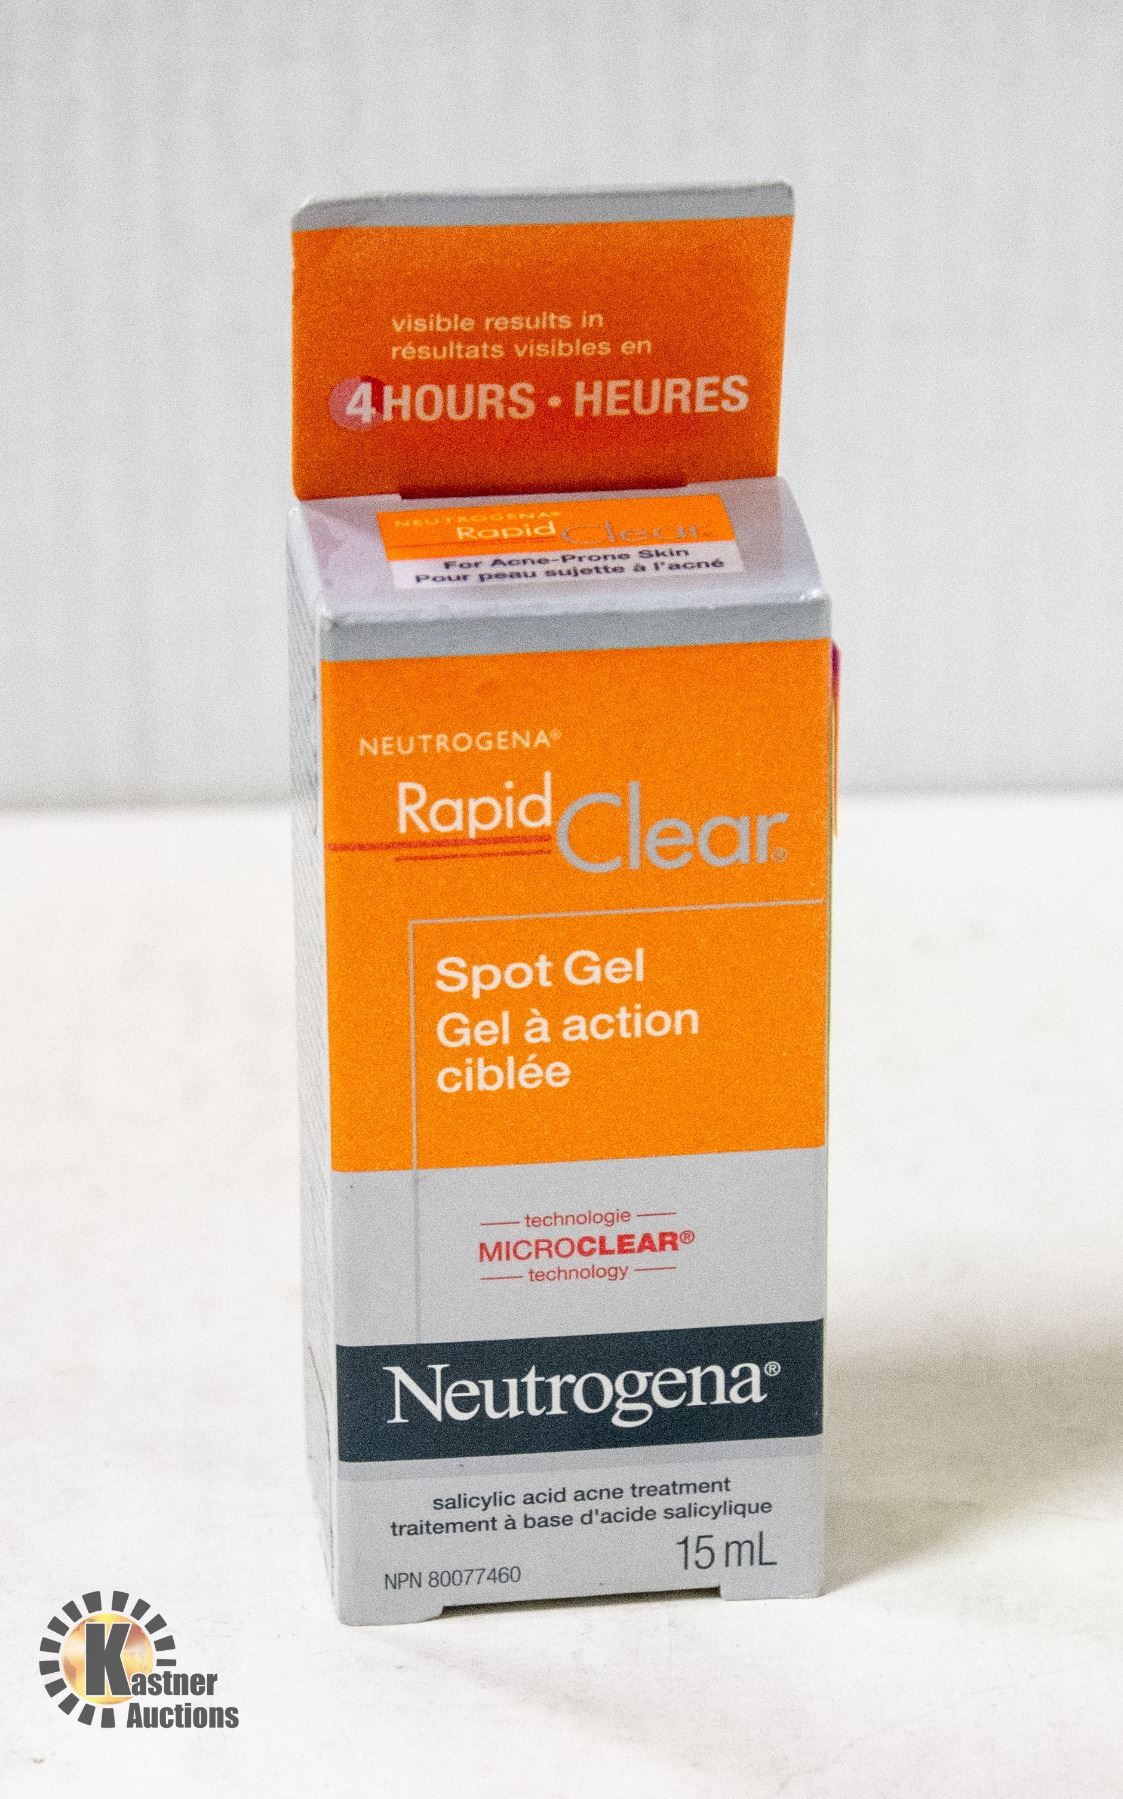 visible results in
résultats visibles en
4 HOURS • HEURES
NEUTROGENA®
Rapid Clear®
For Acne-Prone Skin
Pour peau sujette à l'acné
NEUTROGENA®
Rapid Clear®
Spot Gel
Gel à action
ciblée
technologie
MICROCLEAR®
technology
Neutrogena®
salicylic acid acne treatment
traitement à base d'acide salicylique
15 mL
NPN 80077460
Kastner
Auctions